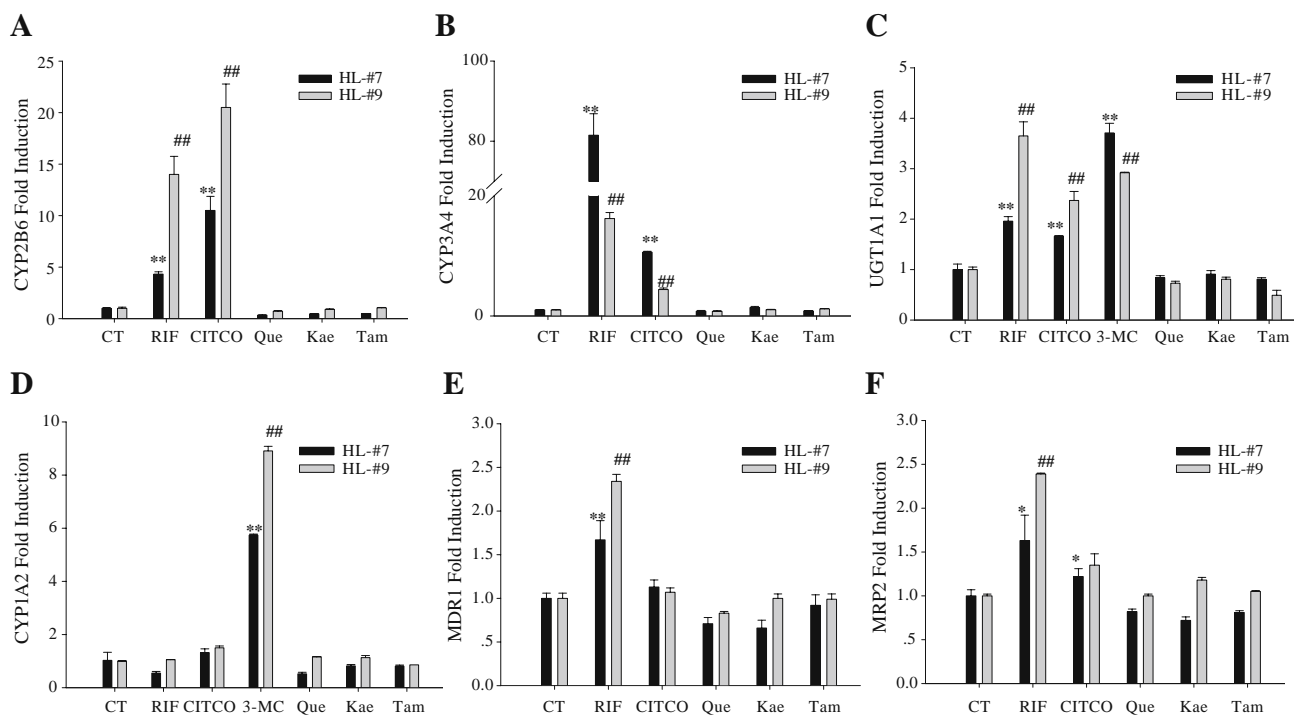 A
CYP2B6 Fold Induction
25
20
15
10
5
0
HL-#7
HL-#9
**
##
**
##
CT RIF CITCO Que Kae Tam
B
CYP3A4 Fold Induction
100
80
20
0
HL-#7
HL-#9
**
##
**
##
CT RIF CITCO Que Kae Tam
C
UGT1A1 Fold Induction
5
4
3
2
1
0
HL-#7
HL-#9
**
##
**
##
**
##
CT RIF CITCO 3-MC Que Kae Tam
D
CYP1A2 Fold Induction
10
8
6
4
2
0
HL-#7
HL-#9
**
##
CT RIF CITCO 3-MC Que Kae Tam
E
MDR1 Fold Induction
3.0
2.5
2.0
1.5
1.0
.5
0.0
HL-#7
HL-#9
**
##
CT RIF CITCO Que Kae Tam
F
MRP2 Fold Induction
3.0
2.5
2.0
1.5
1.0
.5
0.0
HL-#7
HL-#9
*
##
*
CT RIF CITCO Que Kae Tam